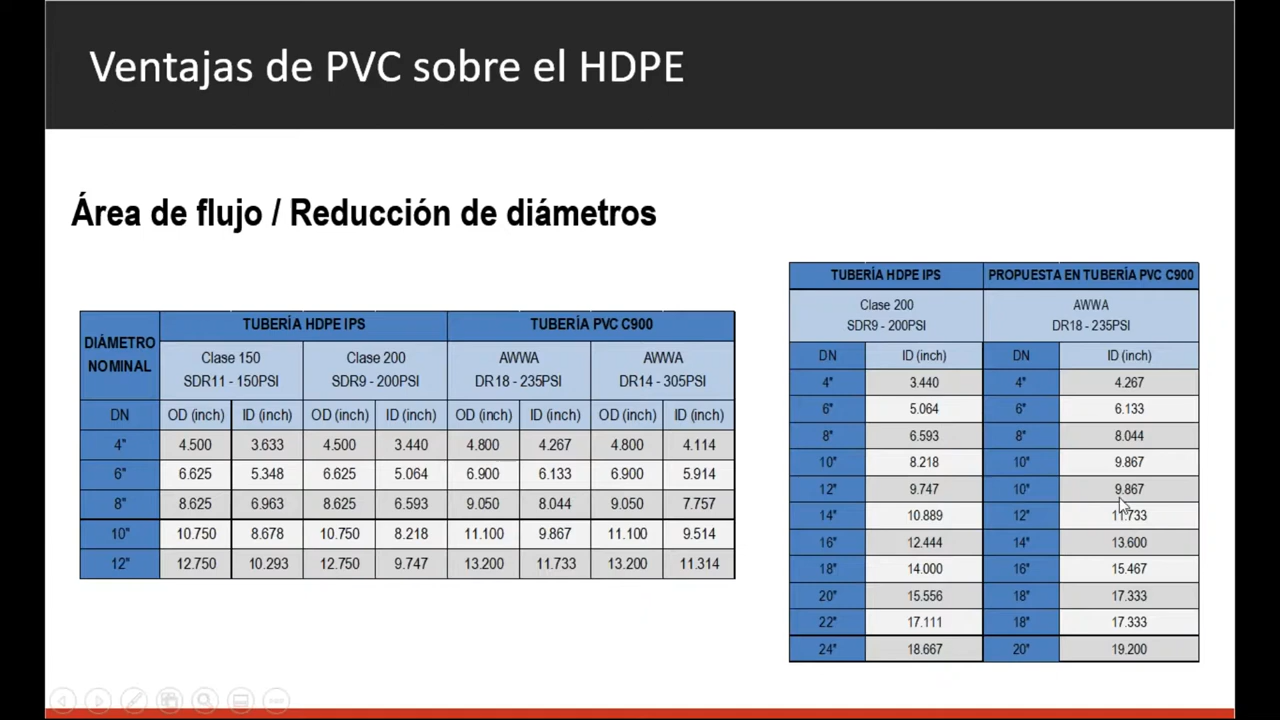 Ventajas de PVC sobre el HDPE
Área de flujo / Reducción de diámetros
DIÁMETRO NOMINAL TUBERÌA HDPE IPS TUBERÌA PVC C900
Clase 150 SDR11 - 150PSI Clase 200 SDR9 - 200PSI AWWA DR18 - 235PSI AWWA DR14 - 305PSI
DN OD (inch) ID (inch) OD (inch) ID (inch) OD (inch) ID (inch) OD (inch) ID (inch)
4" 4.500 3.633 4.500 3.440 4.800 4.267 4.800 4.114
6" 6.625 5.348 6.625 5.064 6.900 6.133 6.900 5.914
8" 8.625 6.963 8.625 6.593 9.050 8.044 9.050 7.757
10" 10.750 8.678 10.750 8.218 11.100 9.867 11.100 9.514
12" 12.750 10.293 12.750 9.747 13.200 11.733 13.200 11.314
TUBERÌA HDPE IPS PROPUESTA EN TUBERÌA PVC C900
Clase 200 SDR9 - 200PSI AWWA DR18 - 235PSI
DN ID (inch) DN ID (inch)
4" 3.440 4" 4.267
6" 5.064 6" 6.133
8" 6.593 8" 8.044
10" 8.218 10" 9.867
12" 9.747 10" 9.867
14" 10.889 12" 11.733
16" 12.444 14" 13.600
18" 14.000 16" 15.467
20" 15.556 18" 17.333
22" 17.111 18" 17.333
24" 18.667 20" 19.200